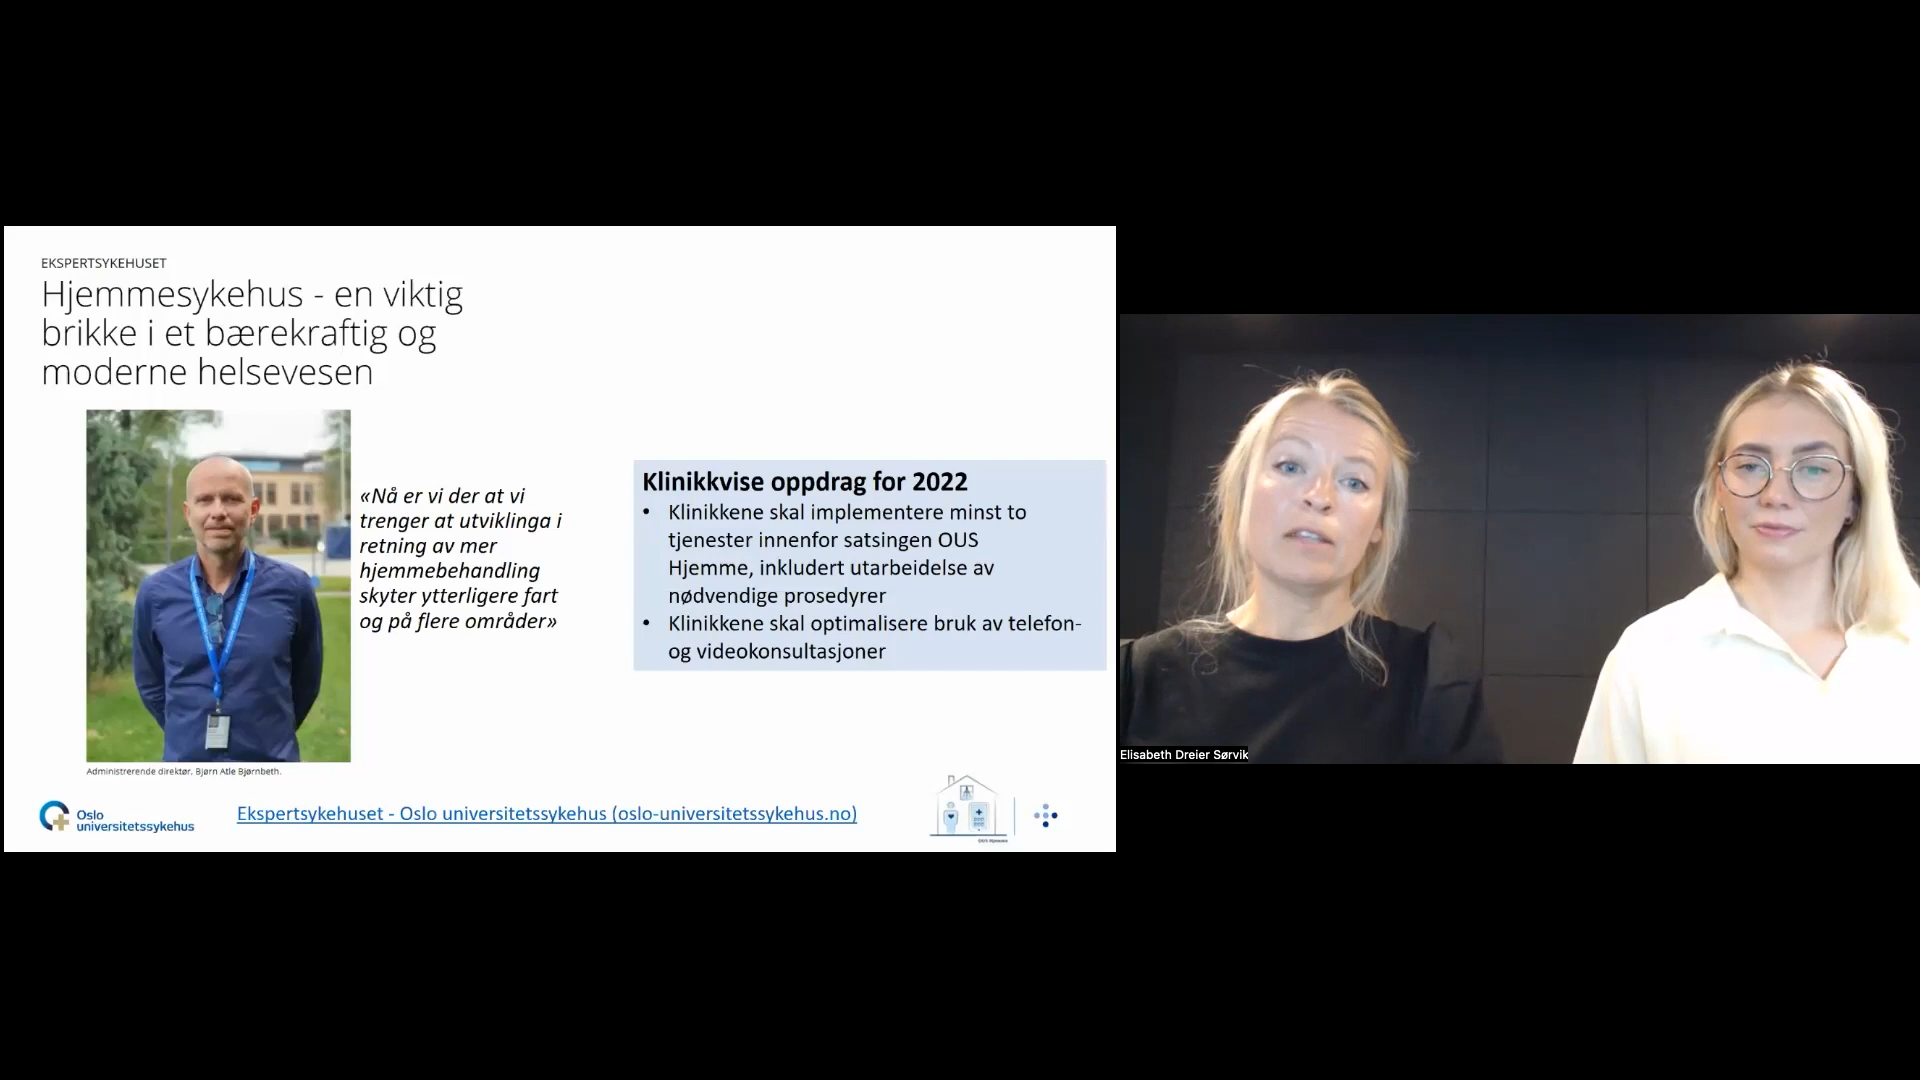 EKSPERTSYKEHUSET
Hjemmesykehus - en viktig
brikke i et bærekraftig og
moderne helsevesen
«Nå er vi der at vi
trenger at utviklinga i
retning av mer
hjemmebehandling
skyter ytterligere fart
og på flere områder»
Administrerende direktør, Bjørn Atle Bjørnbeth.
Klinikkvise oppdrag for 2022
• Klinikkene skal implementere minst to
tjenester innenfor satsingen OUS
Hjemme, inkludert utarbeidelse av
nødvendige prosedyrer
• Klinikkene skal optimalisere bruk av telefon-
og videokonsultasjoner
Oslo
universitetssykehus
Ekspertsykehuset - Oslo universitetssykehus (oslo-universitetssykehus.no)
Elisabeth Dreier Sørvik